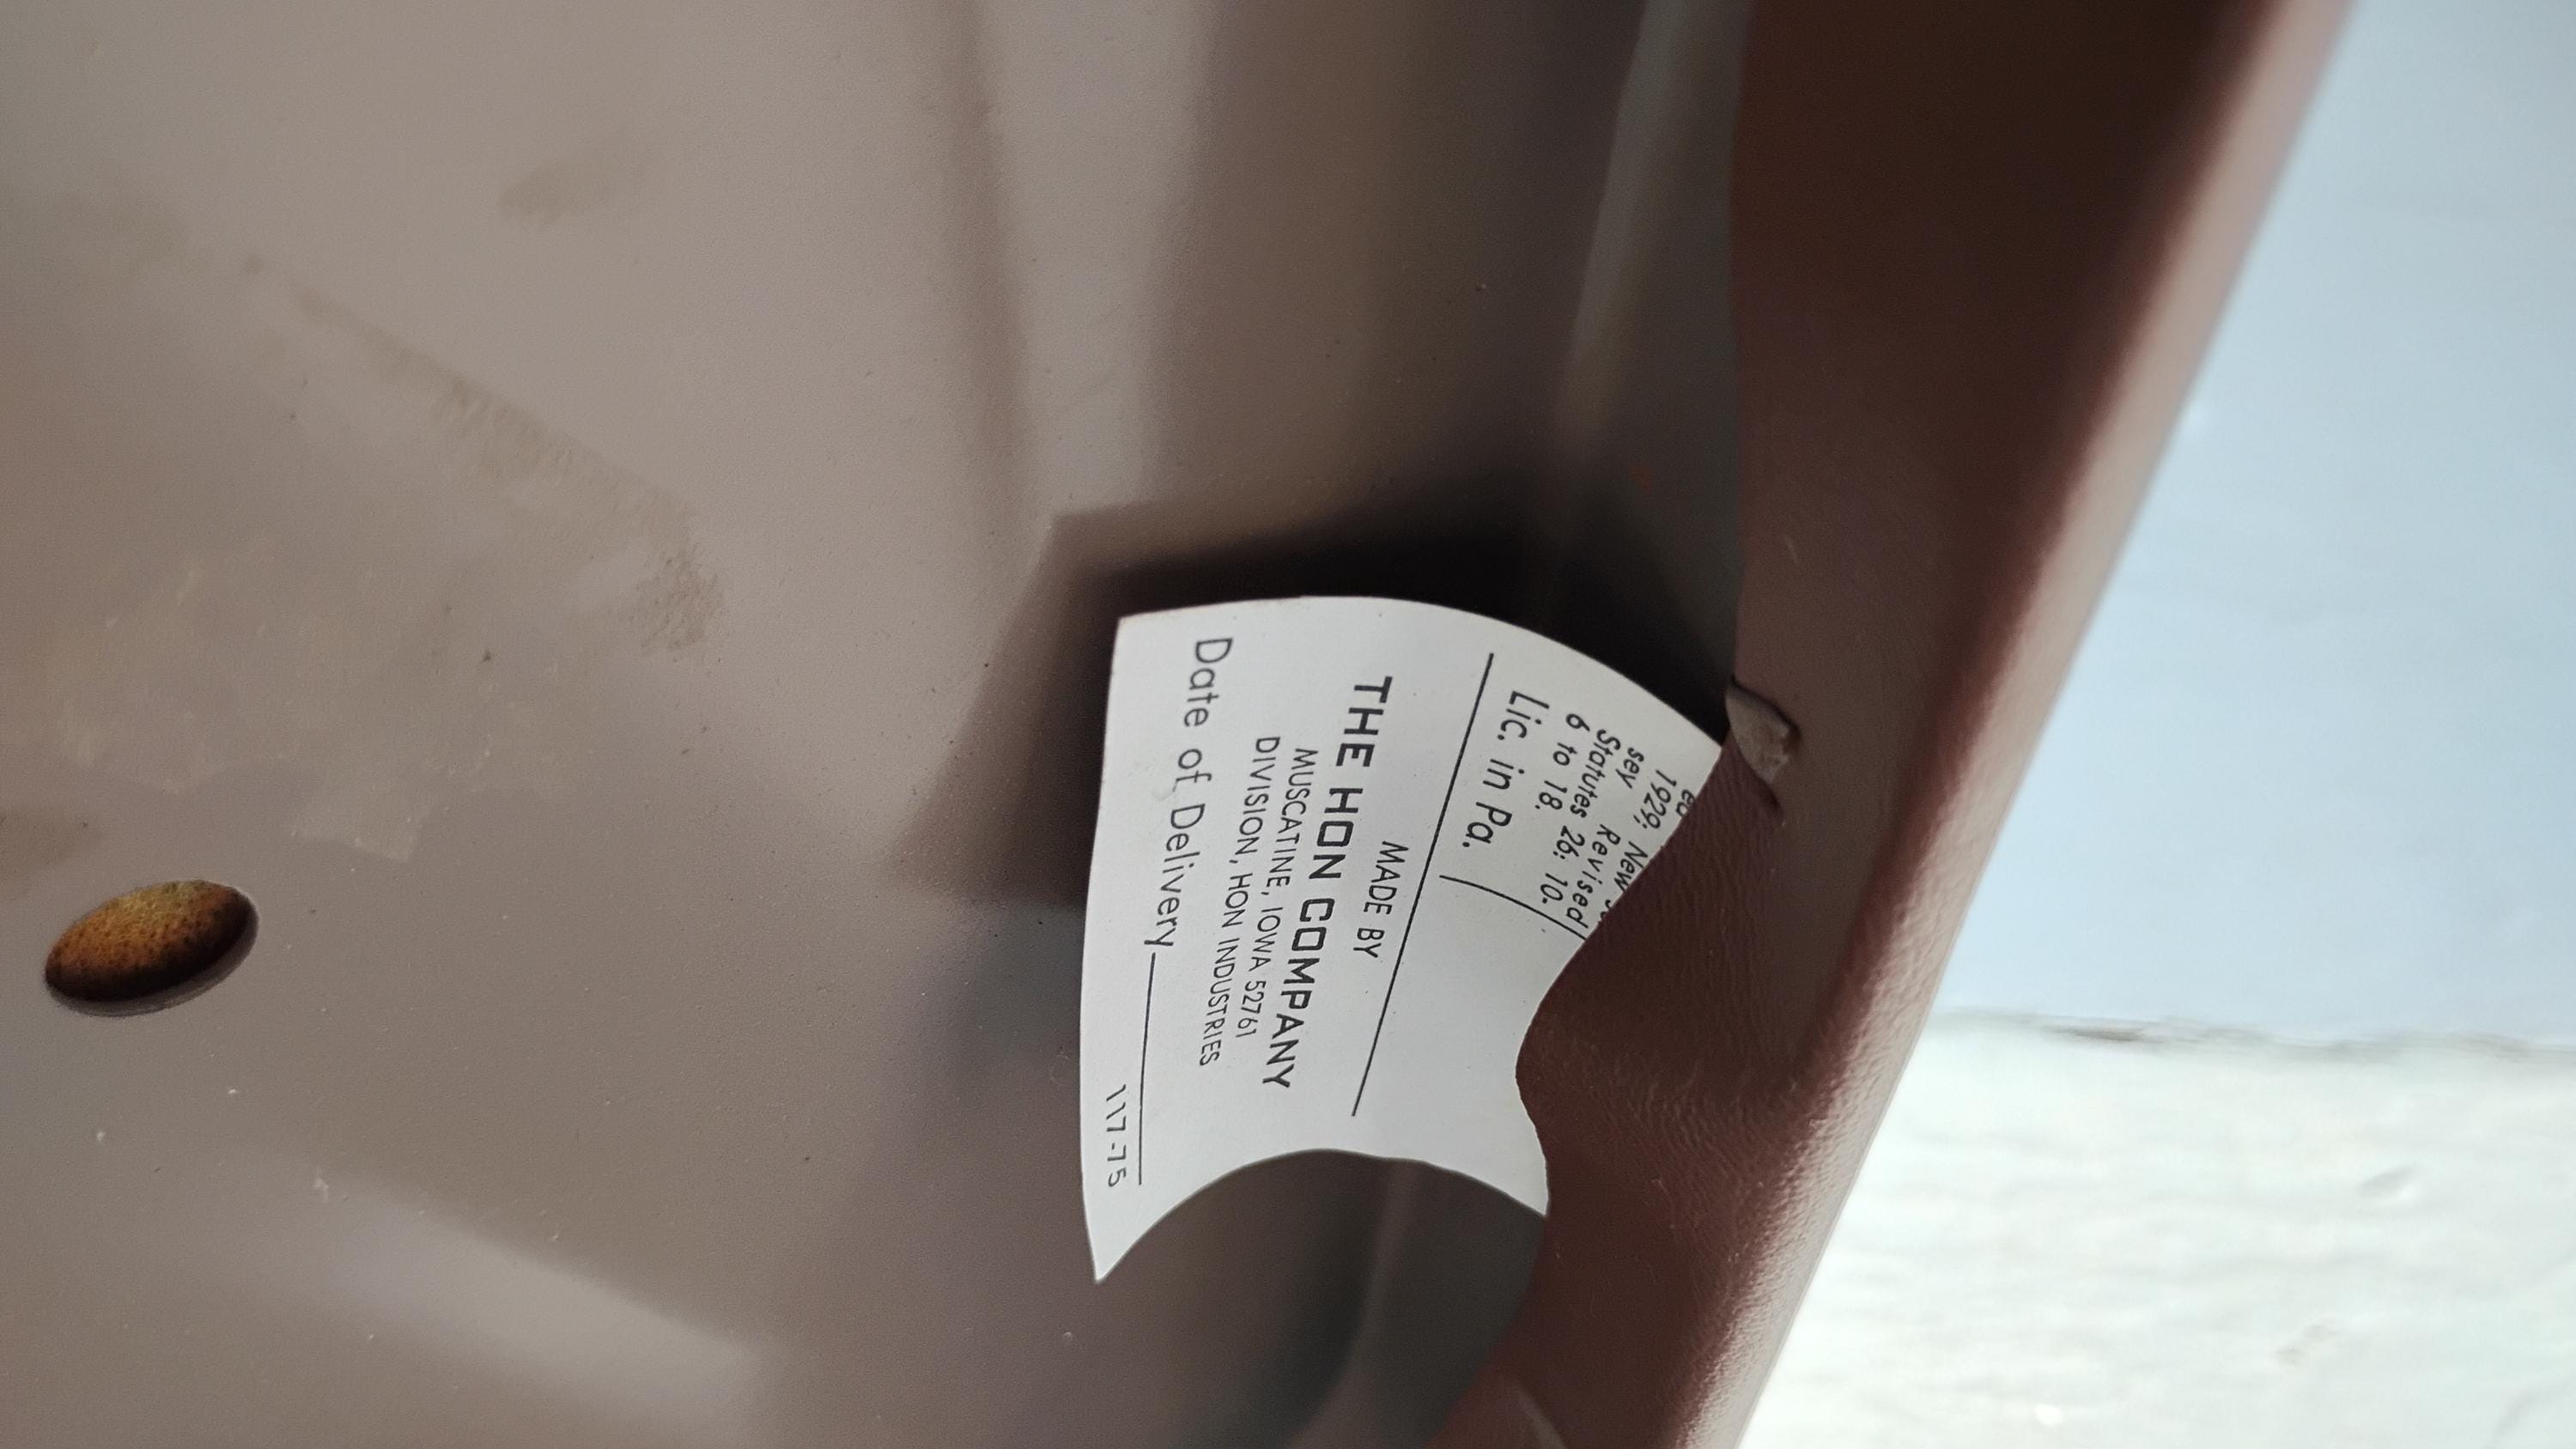 1929; New
sey Revised
Statutes 26: 10.
6 to 18.
Lic. in Pa.
MADE BY
THE HON COMPANY
MUSCATINE, IOWA 52761
DIVISION, HON INDUSTRIES
Date of Delivery
117-75